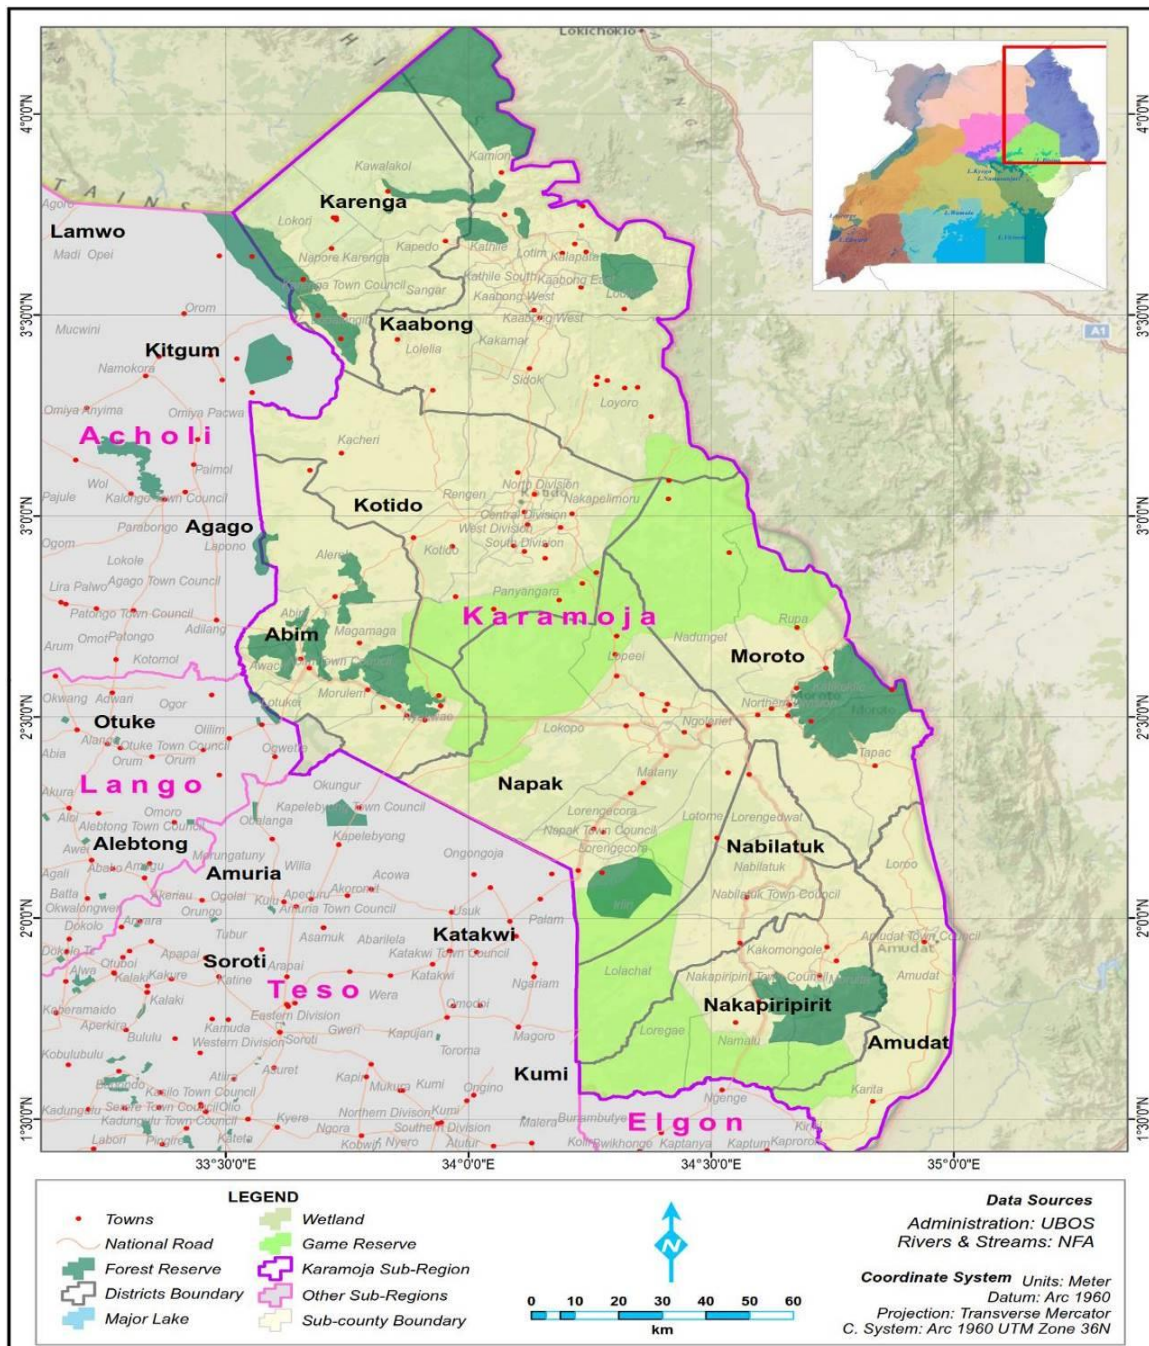 Lokichokio
4°0'0"N
4°0'0"N
Kamion
Kawalakol
TAINS
Karenga
Agoro
Lokori
Lamwo
Kathile
Madi Opei
Kapedo
Lotim
Kalapata
Napore Karenga
Kathile South
Kaabong East
Town Council
Sangar
Kaabong West
Orom
3°30'0"N
3°30'0"N
Kaabong
Kaabong West
A1
Mucwini
Kakamar
Kitgum
Lolelia
Namokora
Sidok
Loyoro
Omiya Anyima
Omiya Pacwa
Acholi
Kacheri
Paimol
Wol
North Division
Pajule
Kalongo Town Council
Rengen
Nakapelimoru
Kotido
Central Division
Parabongo
Agago
West Division
3°0'0"N
3°0'0"N
Ogom
Lapono
South Division
Kotido
Lokole
Alerek
Lira Palwo
Agago Town Council
Panyangara
Patongo Town Council
Abim
Karamoja
Adilang
Magamaga
Rupa
Omot
Patongo
Abim
Nadunget
Arum
Kotomol
Lopeei
Moroto
Awach
Town Council
Okwang
Adwari
Morulem
Ogor
Northern Division
Moroto
Otuke
Olilim
Nyakwae
2°30'0"N
2°30'0"N
Lokopo
Ngoleriet
Abia
Otuke Town Council
Ogwette
Tapac
Orum
Orum
Matany
Lango
Okungur
Napak
Akura
Kapelebyong
Town Council
Omoro
Lorengecora
Lotome
Lorengedwat
Aloi
Obalanga
Alebtong Town Council
Napak Town Council
Alebtong
Kapelebyong
Nabilatuk
Lorengecora
Morungatuny
Ongongoja
Nabilatuk
Loroo
Abako
Amugu
Willa
Agali
Amuria
Acowa
Batta
Akeriau
Ogolai
Apeduru
Akoromit
Iriiri
Nabilatuk Town Council
Okwalongwen
Kuju
Amuria Town Council
Orungo
Usuk
Palam
2°0'0"N
2°0'0"N
Dokolo
Katakwi
Amudat Town Council
Tubur
Asamuk
Abarilela
Kakomongole
Amudat
Apapai
Soroti
Katakwi Town Council
Otuboi
Arapai
Lolachat
Alwa
Kakure
Katine
Wera
Katakwi
Nakapiripirit Town Council
Amudat
Kalaki
Teso
Ngariam
Kaberamaido
Kalaki
Omodoi
Nakapiripirit
Eastern Division
Aperkira
Kamuda
Gweri
Kapujan
Loregae
Bululu
Western Division
Soroti
Magoro
Namalu
Amudat
Toroma
Kobulubulu
Asuret
Kumi
Atiira
Kapir
Mukura
Kumi
Ongino
Karita
Ngenge
Kadungulu
Olio
Kyere
Northern Division
Kumi
Malera
Burambutye
Elgon
1°30'0"N
1°30'0"N
Kadungulu Town Council
Ngora
Southern Division
Labori
Pingire
Kateta
Kobwin
Nyero
Atutur
Bwikhonge
Kaptanya
Kaptum
Kaproron
33°30'0"E
34°0'0"E
34°30'0"E
35°0'0"E
LEGEND
Towns
National Road
Forest Reserve
Districts Boundary
Major Lake
Wetland
Game Reserve
Karamoja Sub-Region
Other Sub-Regions
Sub-county Boundary
N
0 10 20 30 40 50 60
km
Data Sources
Administration: UBOS
Rivers & Streams: NFA
Coordinate System Units: Meter
Datum: Arc 1960
Projection: Transverse Mercator
C. System: Arc 1960 UTM Zone 36N